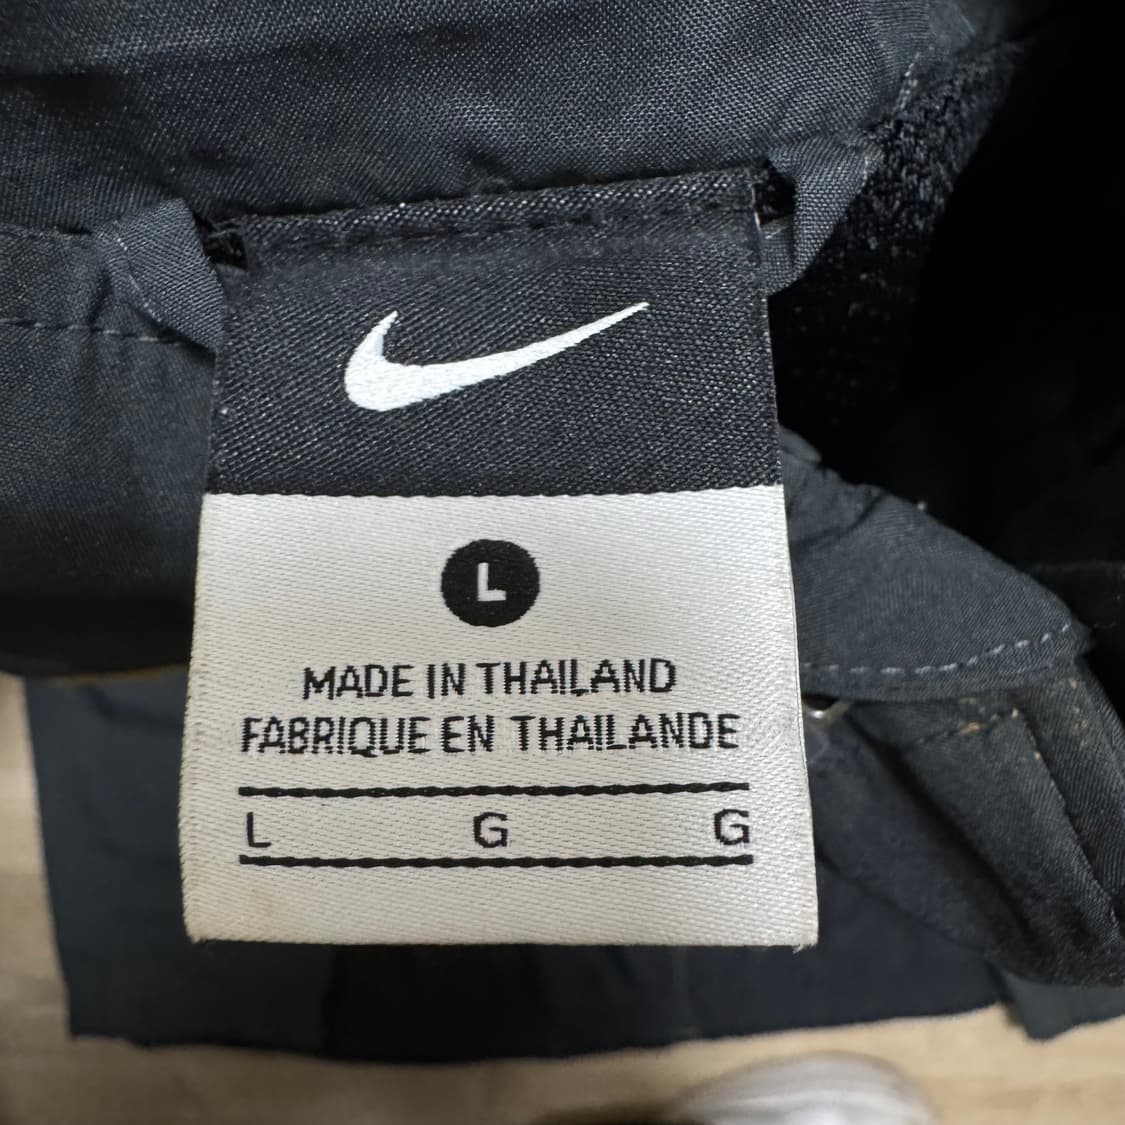 L
MADE IN THAILAND
FABRIQUE EN THAILANDE
L G G